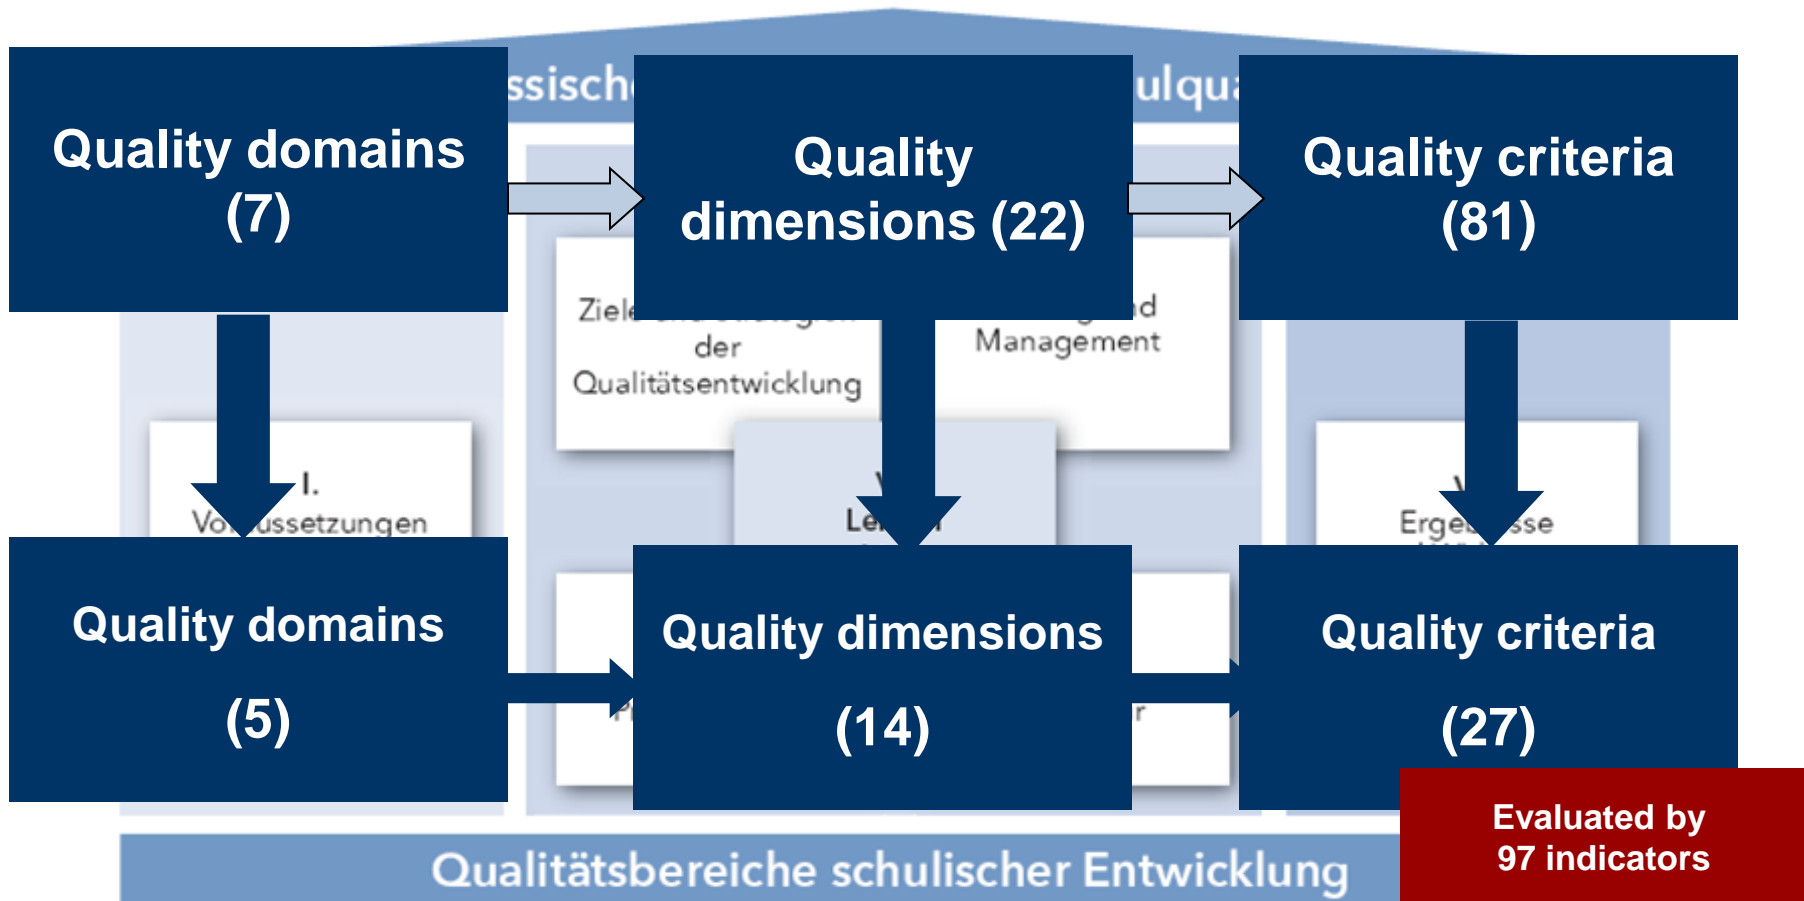 Quality domains
(7)
Quality
dimensions (22)
Quality criteria
(81)
der
Qualitätsentwicklung
Management
I.
Quality domains
(5)
Quality dimensions
(14)
Quality criteria
(27)
Evaluated by
97 indicators
Qualitätsbereiche schulischer Entwicklung